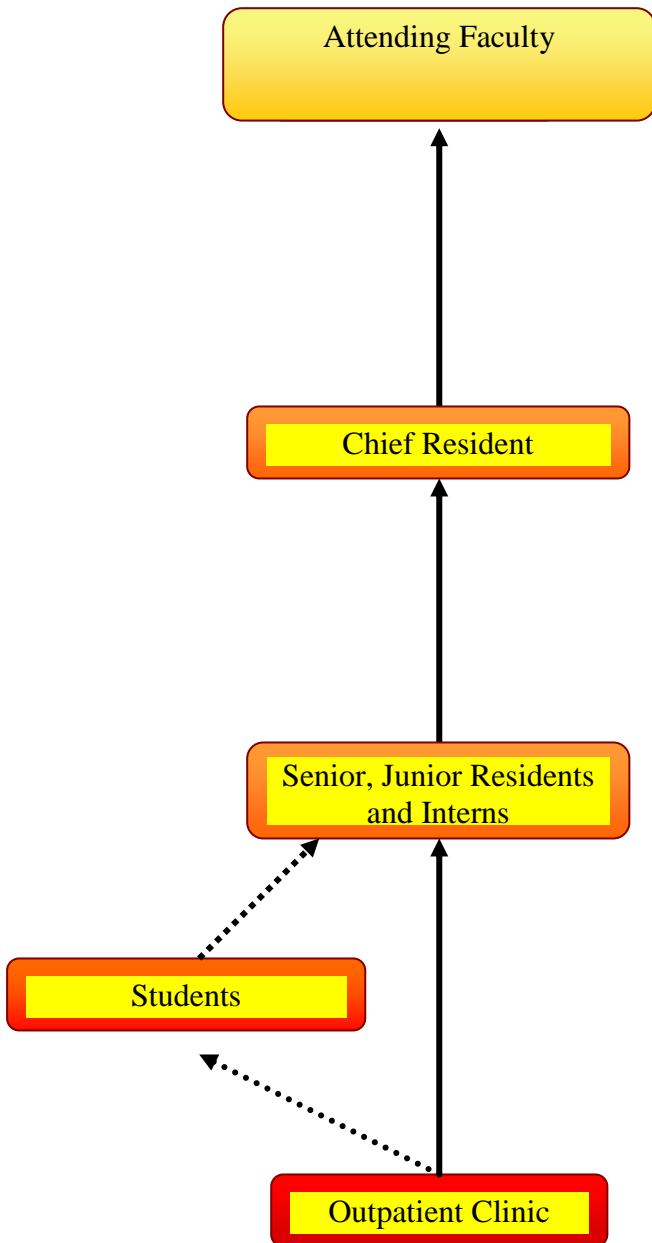 Attending Faculty
Chief Resident
Senior, Junior Residents
and Interns
Students
Outpatient Clinic